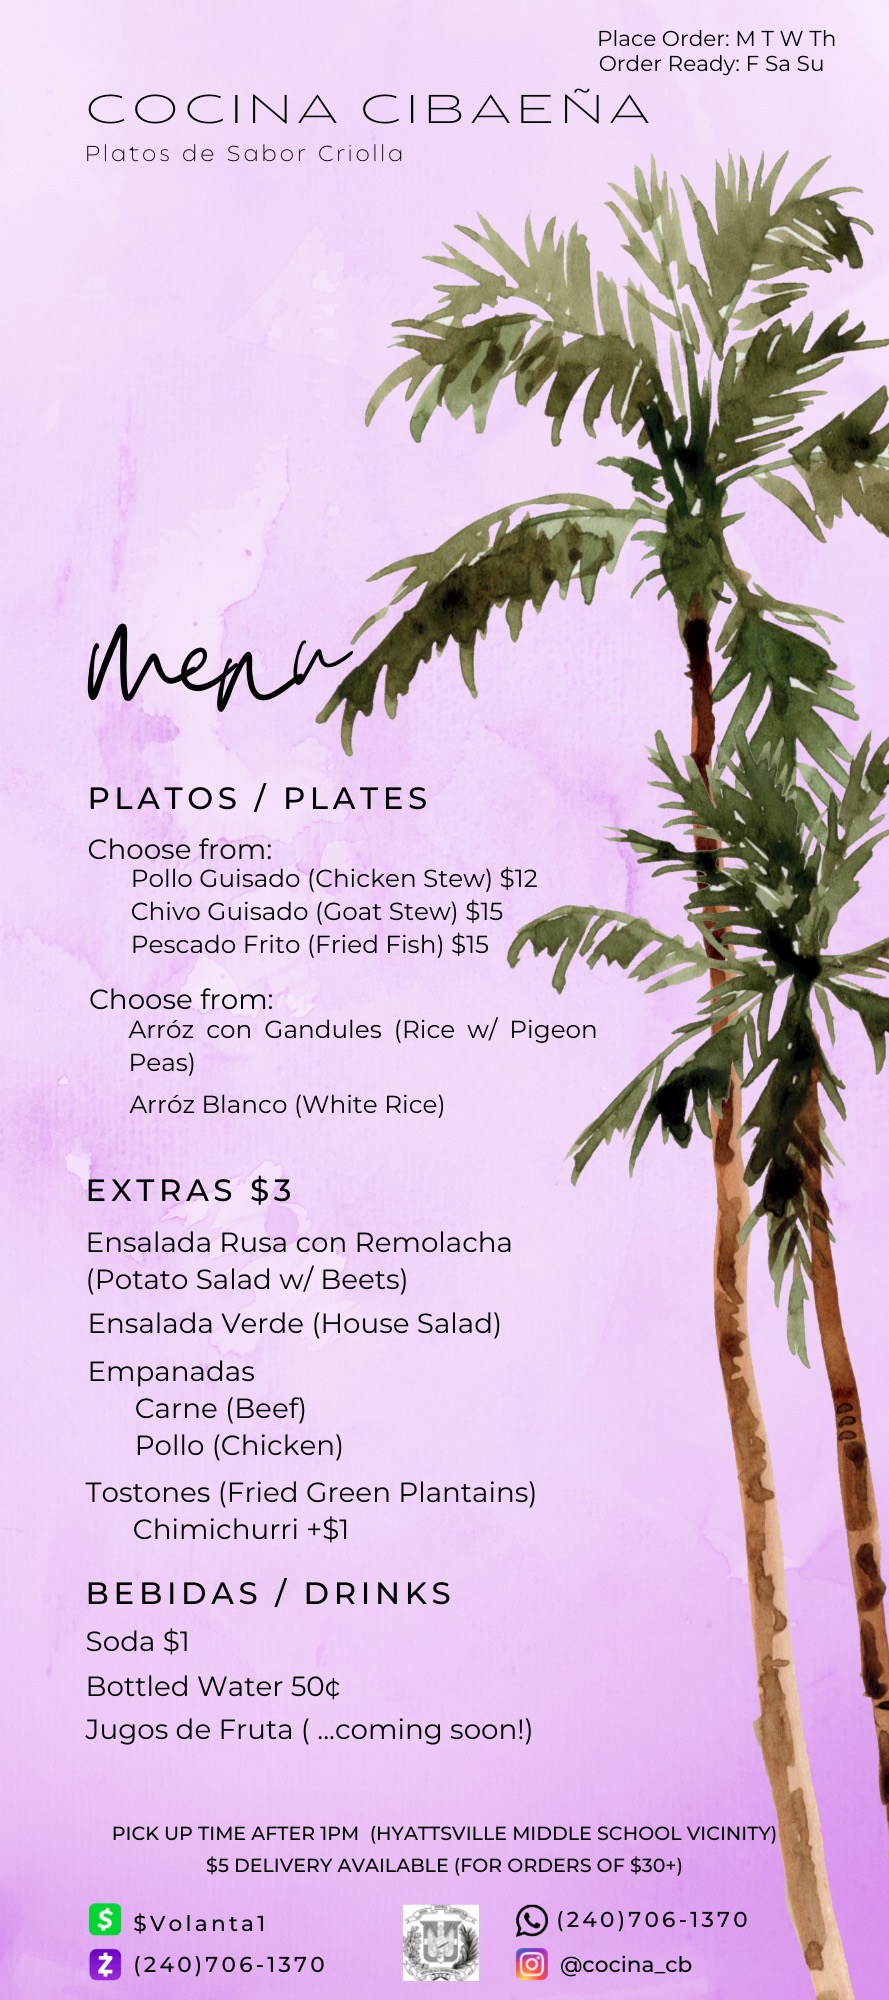 Place Order: M T W Th
Order Ready: F Sa Su
COCINA CIBAEÑA
Platos de Sabor Criolla
menu
PLATOS / PLATES
Choose from:
Pollo Guisado (Chicken Stew) $12
Chivo Guisado (Goat Stew) $15
Pescado Frito (Fried Fish) $15
Choose from:
Arróz con Gandules (Rice w/ Pigeon
Peas)
Arróz Blanco (White Rice)
EXTRAS $3
Ensalada Rusa con Remolacha
(Potato Salad w/ Beets)
Ensalada Verde (House Salad)
Empanadas
Carne (Beef)
Pollo (Chicken)
Tostones (Fried Green Plantains)
Chimichurri +$1
BEBIDAS / DRINKS
Soda $1
Bottled Water 50¢
Jugos de Fruta ( ...coming soon!)
PICK UP TIME AFTER 1PM (HYATTSVILLE MIDDLE SCHOOL VICINITY)
$5 DELIVERY AVAILABLE (FOR ORDERS OF $30+)
$Volanta1
(240)706-1370
(240)706-1370
@cocina_cb